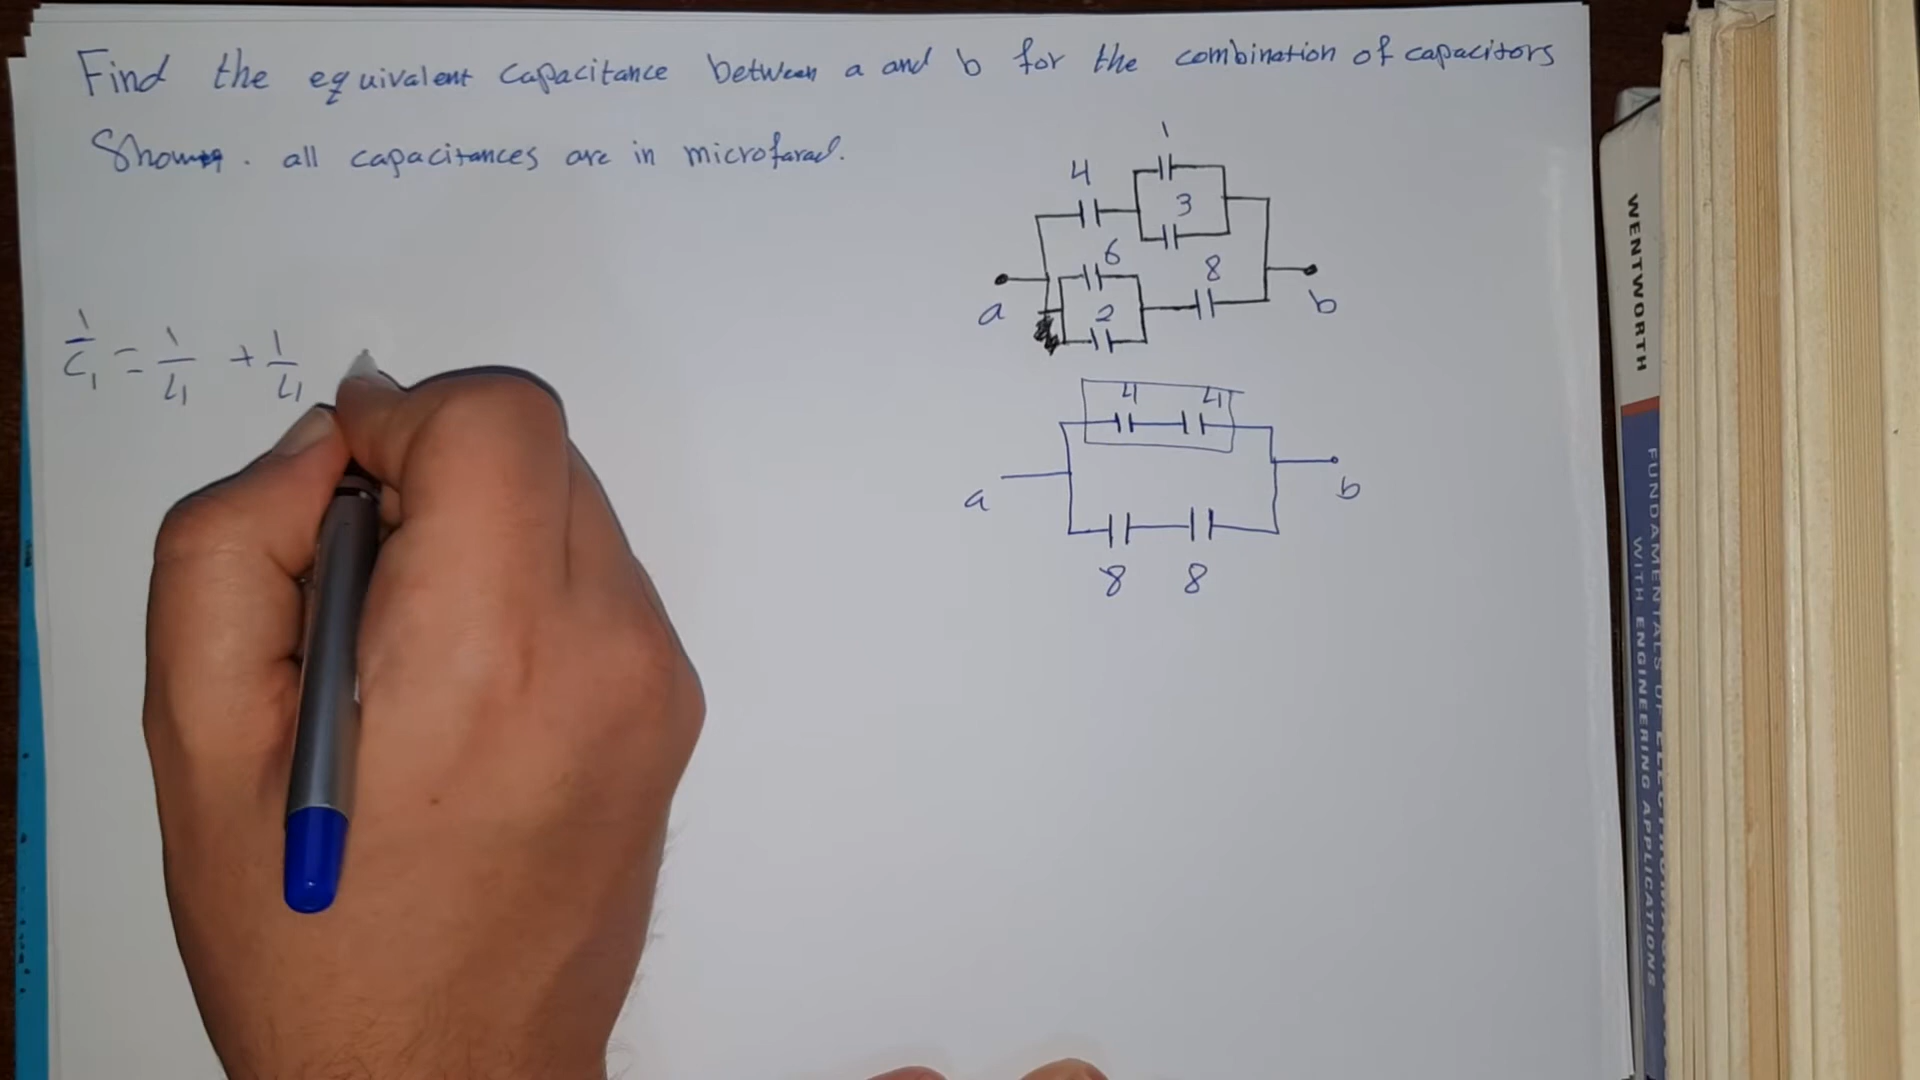 Find the equivalent capacitance between a and b for the combination of capacitors
Shown. all capacitances are in microfarad.
1
4
3
6
8
a
2
b
1/C1 = 1/4 + 1/4
4 4
a
b
8 8
WENTWORTH
FUNDAMENTALS OF
WITH ENGINEERING APPLICATIONS